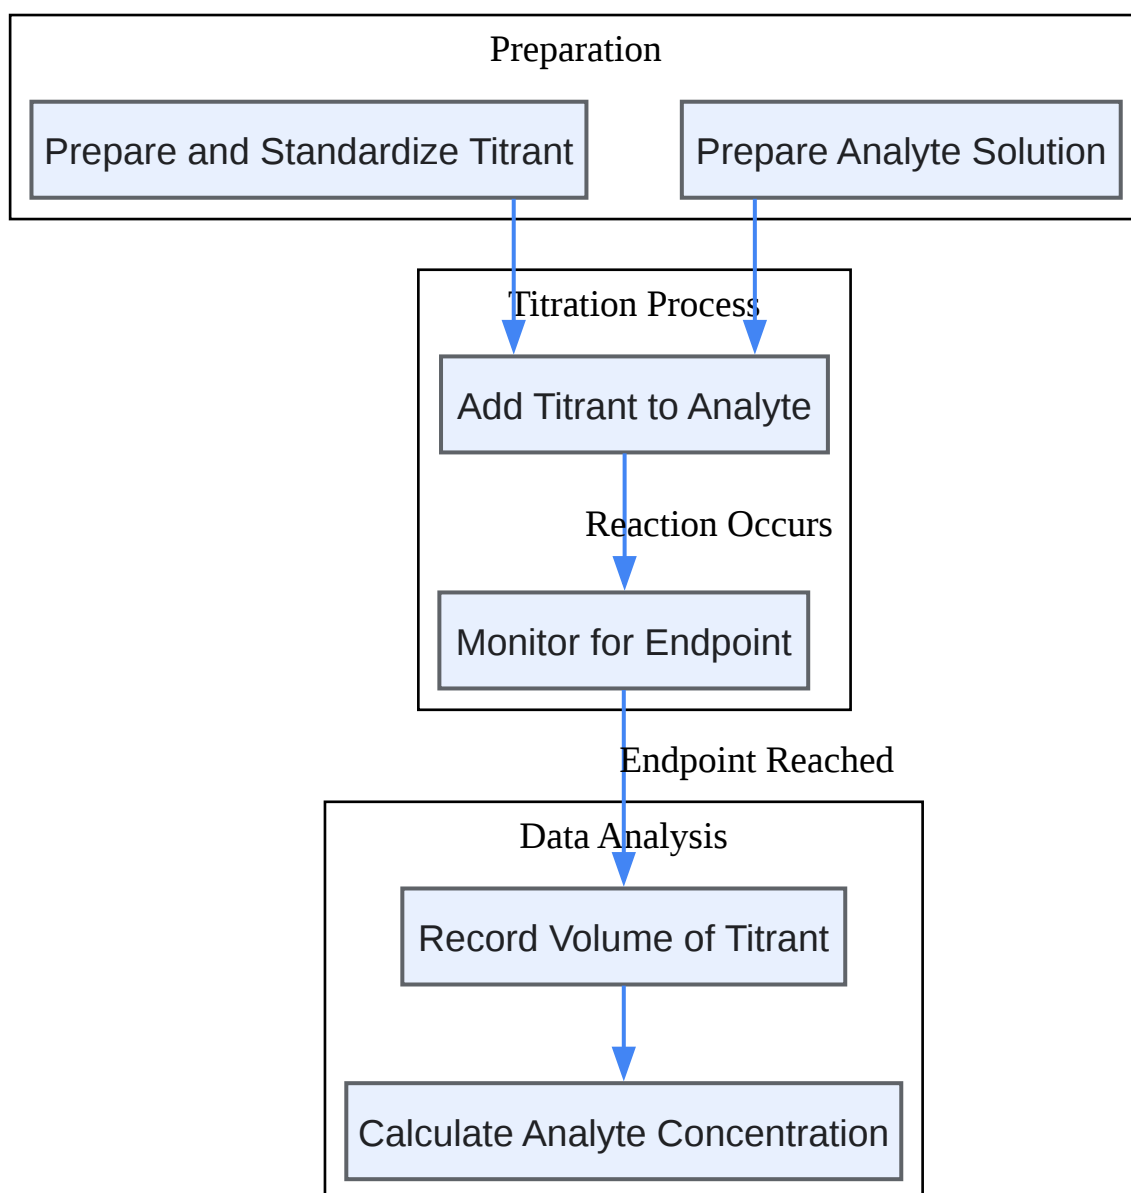 Preparation
Prepare and Standardize Titrant
Prepare Analyte Solution
Titration Process
Add Titrant to Analyte
Reaction Occurs
Monitor for Endpoint
Endpoint Reached
Data Analysis
Record Volume of Titrant
Calculate Analyte Concentration